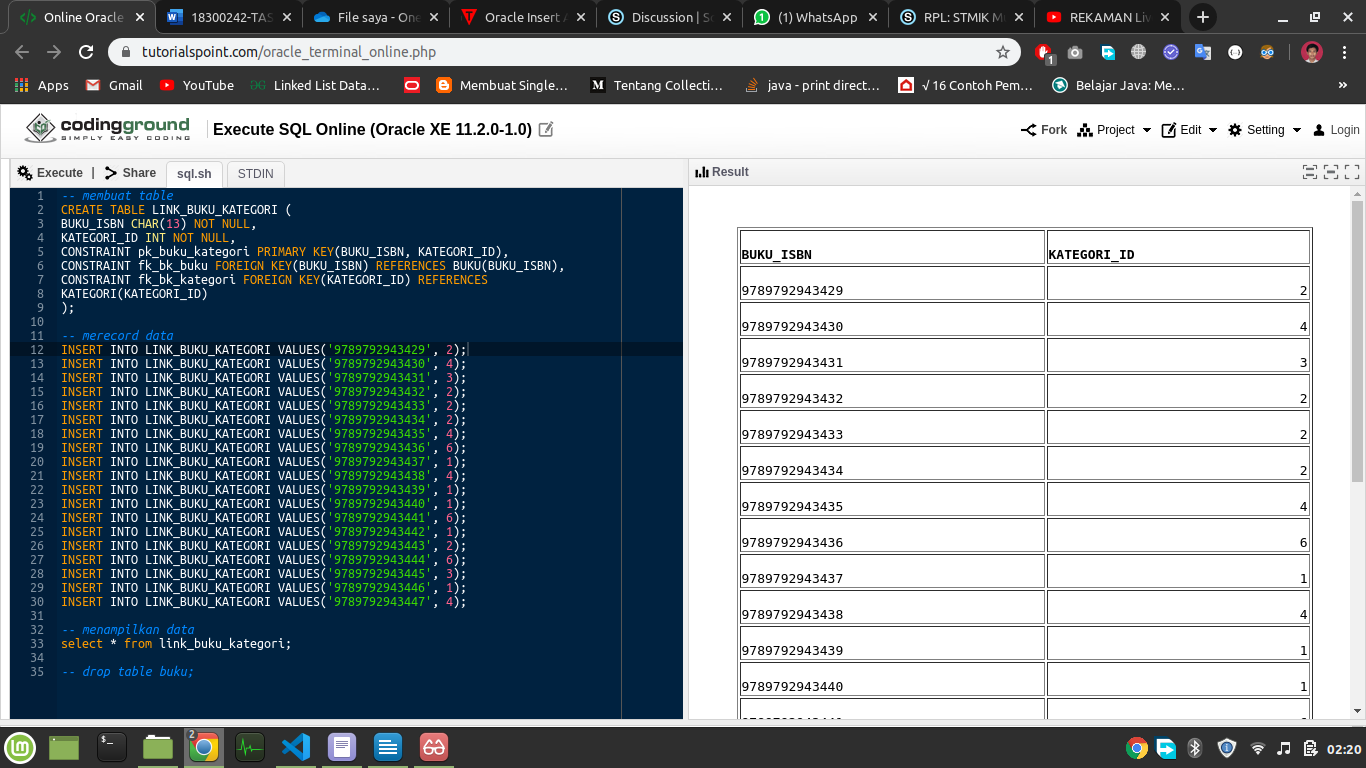 Online Oracle
18300242-TAS
File saya - One
Oracle Insert A
Discussion | Sc
(1) WhatsApp
RPL: STMIK M
REKAMAN Liv
tutorialspoint.com/oracle_terminal_online.php
1
Apps
Gmail
YouTube
Linked List Data...
Membuat Single...
Tentang Collecti...
java - print direct...
√ 16 Contoh Pem...
Belajar Java: Me...
»
codingground
SIMPLY EASY CODING
Execute SQL Online (Oracle XE 11.2.0-1.0)
Fork
Project
Edit
Setting
Login
Execute | Share
sql.sh
STDIN
Result
1 -- membuat table
2 CREATE TABLE LINK_BUKU_KATEGORI (
3 BUKU_ISBN CHAR(13) NOT NULL,
4 KATEGORI_ID INT NOT NULL,
5 CONSTRAINT pk_buku_kategori PRIMARY KEY(BUKU_ISBN, KATEGORI_ID),
6 CONSTRAINT fk_bk_buku FOREIGN KEY(BUKU_ISBN) REFERENCES BUKU(BUKU_ISBN),
7 CONSTRAINT fk_bk_kategori FOREIGN KEY(KATEGORI_ID) REFERENCES
8 KATEGORI(KATEGORI_ID)
9 );
10
11 -- merecord data
12 INSERT INTO LINK_BUKU_KATEGORI VALUES('9789792943429', 2);
13 INSERT INTO LINK_BUKU_KATEGORI VALUES('9789792943430', 4);
14 INSERT INTO LINK_BUKU_KATEGORI VALUES('9789792943431', 3);
15 INSERT INTO LINK_BUKU_KATEGORI VALUES('9789792943432', 2);
16 INSERT INTO LINK_BUKU_KATEGORI VALUES('9789792943433', 2);
17 INSERT INTO LINK_BUKU_KATEGORI VALUES('9789792943434', 2);
18 INSERT INTO LINK_BUKU_KATEGORI VALUES('9789792943435', 4);
19 INSERT INTO LINK_BUKU_KATEGORI VALUES('9789792943436', 6);
20 INSERT INTO LINK_BUKU_KATEGORI VALUES('9789792943437', 1);
21 INSERT INTO LINK_BUKU_KATEGORI VALUES('9789792943438', 4);
22 INSERT INTO LINK_BUKU_KATEGORI VALUES('9789792943439', 1);
23 INSERT INTO LINK_BUKU_KATEGORI VALUES('9789792943440', 1);
24 INSERT INTO LINK_BUKU_KATEGORI VALUES('9789792943441', 6);
25 INSERT INTO LINK_BUKU_KATEGORI VALUES('9789792943442', 1);
26 INSERT INTO LINK_BUKU_KATEGORI VALUES('9789792943443', 2);
27 INSERT INTO LINK_BUKU_KATEGORI VALUES('9789792943444', 6);
28 INSERT INTO LINK_BUKU_KATEGORI VALUES('9789792943445', 3);
29 INSERT INTO LINK_BUKU_KATEGORI VALUES('9789792943446', 1);
30 INSERT INTO LINK_BUKU_KATEGORI VALUES('9789792943447', 4);
31
32 -- menampilkan data
33 select * from link_buku_kategori;
34
35 -- drop table buku;
BUKU_ISBN KATEGORI_ID
9789792943429 2
9789792943430 4
9789792943431 3
9789792943432 2
9789792943433 2
9789792943434 2
9789792943435 4
9789792943436 6
9789792943437 1
9789792943438 4
9789792943439 1
9789792943440 1
2
02:20